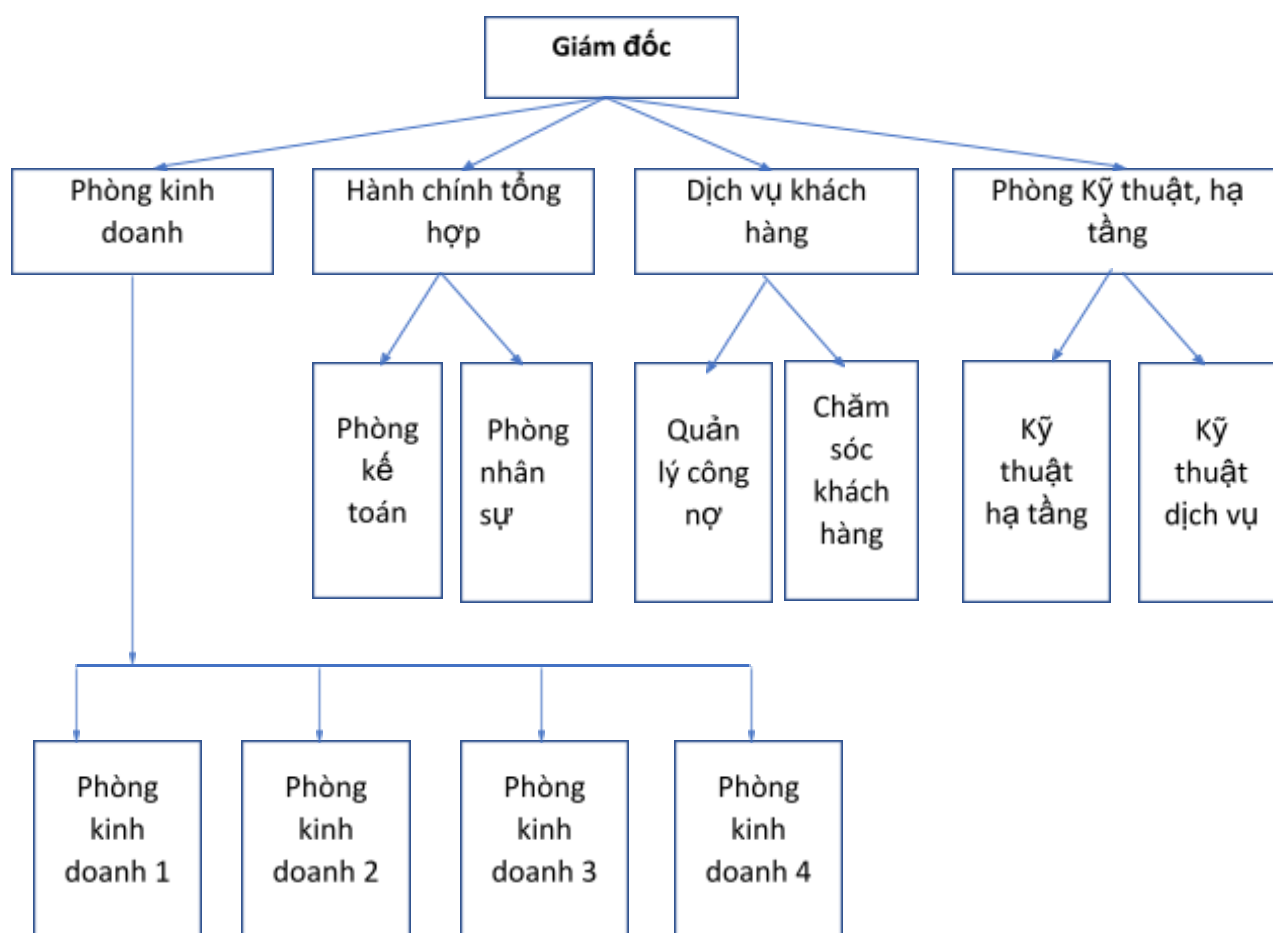 Giám đốc
Phòng kinh
doanh
Hành chính tổng
hợp
Dịch vụ khách
hàng
Phòng Kỹ thuật, hạ
tầng
Phòng
kế
toán
Phòng
nhân
sự
Quản
lý công
nợ
Chăm
sóc
khách
hàng
Kỹ
thuật
hạ tầng
Kỹ
thuật
dịch vụ
Phòng
kinh
doanh 1
Phòng
kinh
doanh 2
Phòng
kinh
doanh 3
Phòng
kinh
doanh 4